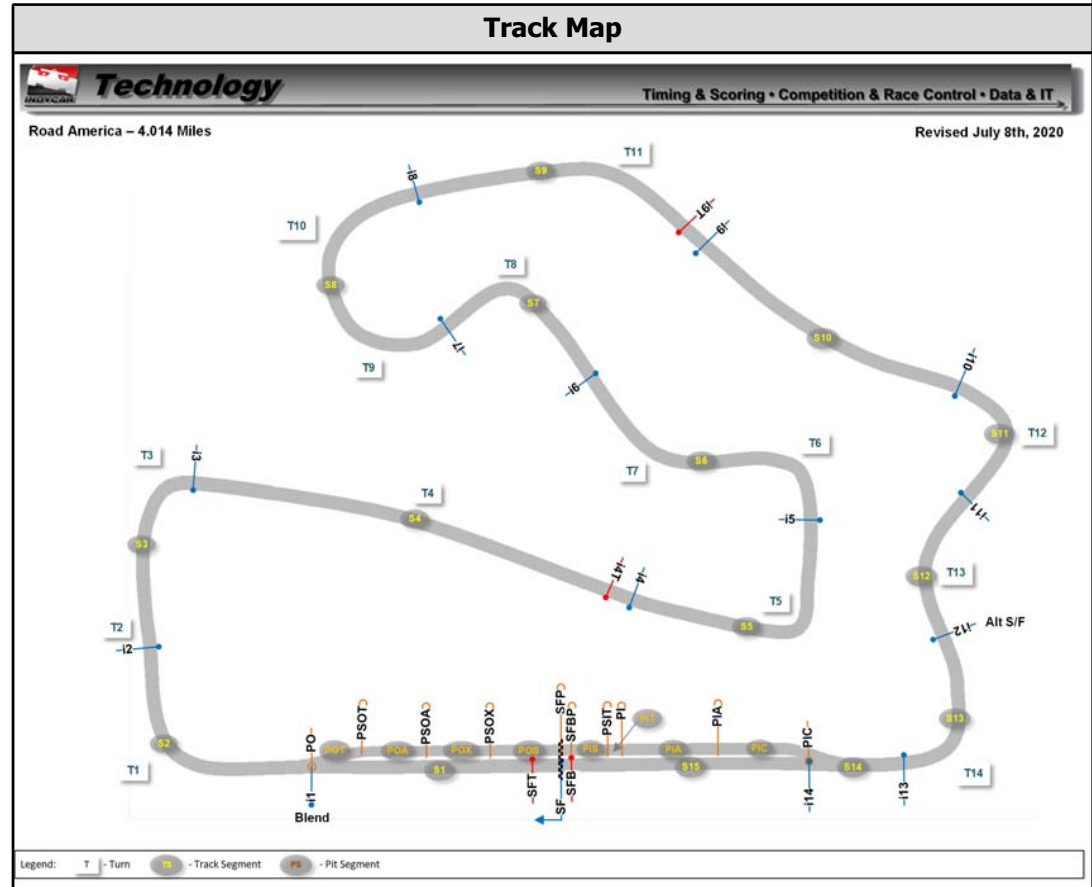 Track Map
INDYCAR
Technology
Timing & Scoring • Competition & Race Control • Data & IT
Road America – 4.014 Miles
Revised July 8th, 2020
T11
S9
–i8
–i9T
–i9
T10
T8
S8
S7
S10
–i7
T9
–i10
–i6
S11
T12
T3
–i3
T6
S6
T7
T4
S4
–i5
–i11
S3
–i4T
–i4
S12
T13
T5
S5
T2
–i2
–i12
Alt S/F
S2
T1
S13
T14
PO–
PSOT
PSOA
PSOX
SFP
SFBP
PSIT
PI
PIA
PIC–
POT
POA
POX
POS
PIS
PIT
PIA
PIC
S1
S15
S14
–i1
–SFT
SF
–SFB
–i14
–i13
Blend
Legend:
T
- Turn
TS
- Track Segment
PS
- Pit Segment